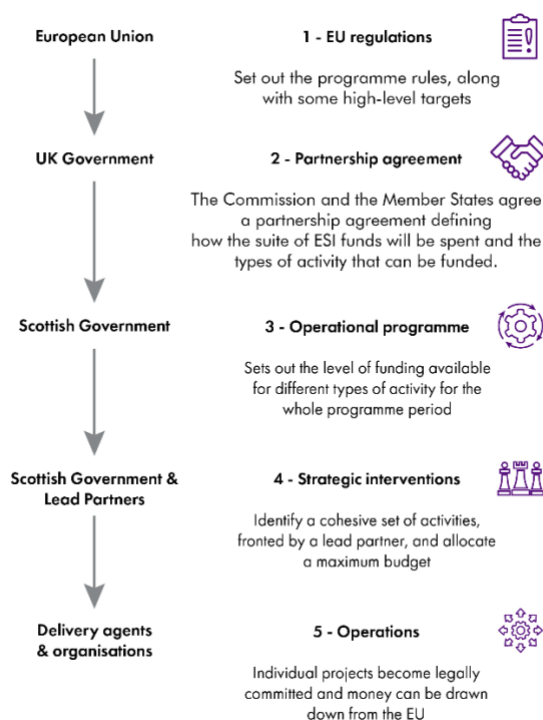 European Union
1 - EU regulations
Set out the programme rules, along
with some high-level targets
UK Government
2 - Partnership agreement
The Commission and the Member States agree
a partnership agreement defining
how the suite of ESI funds will be spent and the
types of activity that can be funded.
Scottish Government
3 - Operational programme
Sets out the level of funding available
for different types of activity for the
whole programme period
Scottish Government &
Lead Partners
4 - Strategic interventions
Identify a cohesive set of activities,
fronted by a lead partner, and allocate
a maximum budget
Delivery agents
& organisations
5 - Operations
Individual projects become legally
committed and money can be drawn
down from the EU